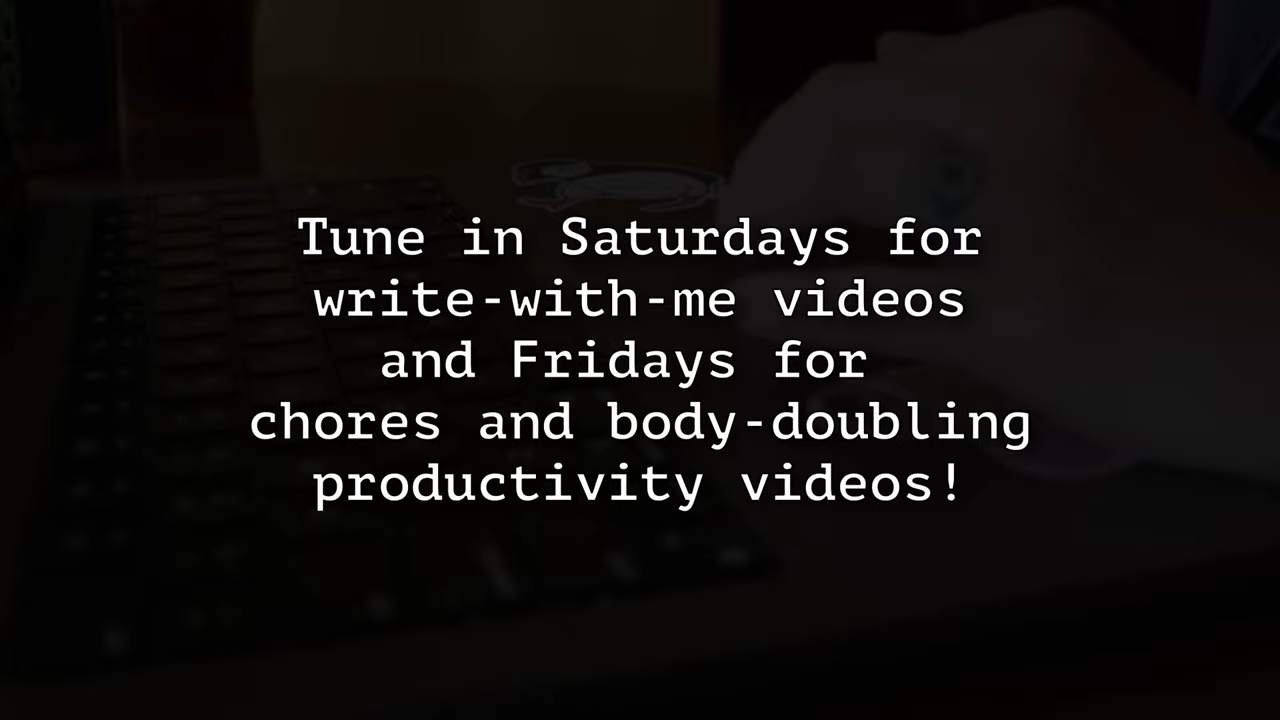 Tune in Saturdays for
write-with-me videos
and Fridays for
chores and body-doubling
productivity videos!